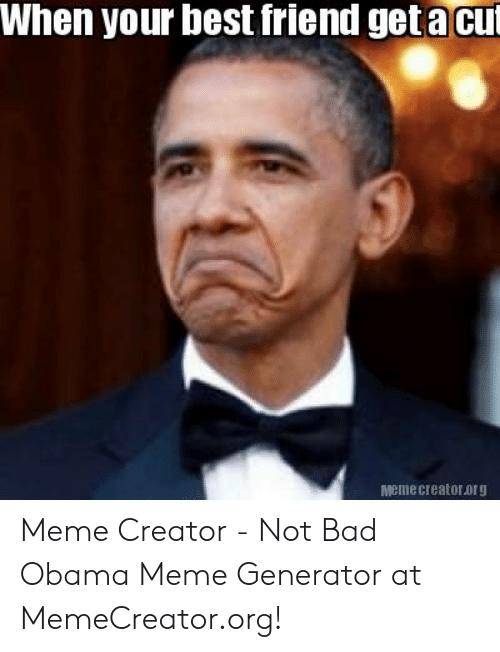 When your best friend get a cut
Memecreator.org
Meme Creator - Not Bad
Obama Meme Generator at
MemeCreator.org!